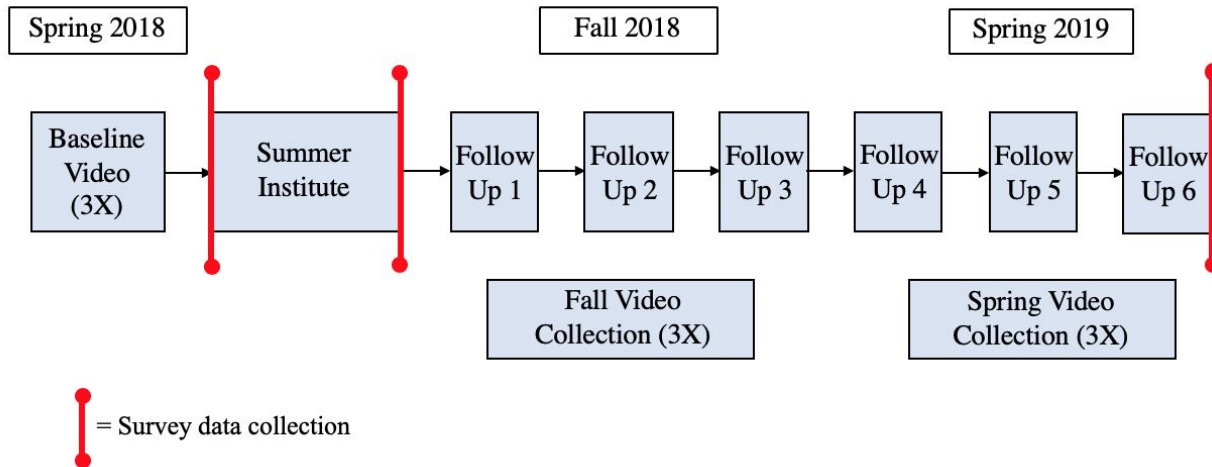 Spring 2018
Fall 2018
Spring 2019
Baseline
Video
(3X)
Summer
Institute
Follow
Up 1
Follow
Up 2
Follow
Up 3
Follow
Up 4
Follow
Up 5
Follow
Up 6
Fall Video
Collection (3X)
Spring Video
Collection (3X)
= Survey data collection